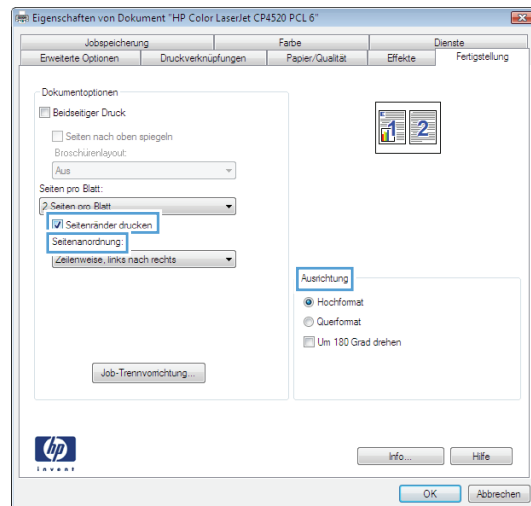 Eigenschaften von Dokument "HP Color LaserJet CP4520 PCL 6"
Jobspeicherung Farbe Dienste
Erweiterte Optionen Druckverknüpfungen Papier/Qualität Effekte Fertigstellung
Dokumentoptionen
Beidseitiger Druck
Seiten nach oben spiegeln
Broschürenlayout:
Aus
Seiten pro Blatt:
2 Seiten pro Blatt
Seitenränder drucken
Seitenanordnung:
Zeilenweise, links nach rechts
Job-Trennvorrichtung...
1 2
Ausrichtung
Hochformat
Querformat
Um 180 Grad drehen
hp
invent
Info... Hilfe
OK Abbrechen